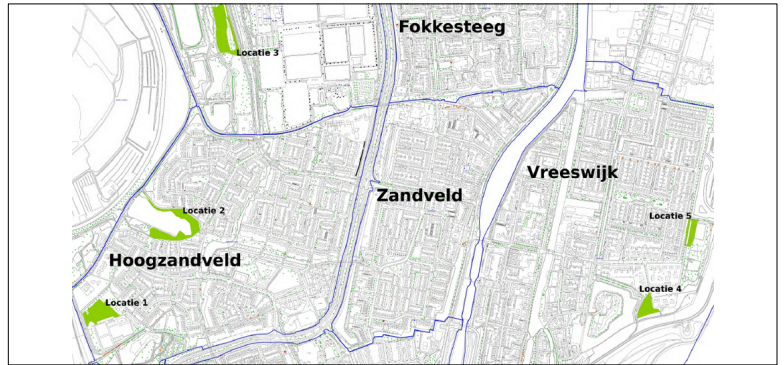 Fokkesteeg
Locatie 3
Vreeswijk
Zandveld
Locatie 2
Locatie 5
Hoogzandveld
Locatie 4
Locatie 1